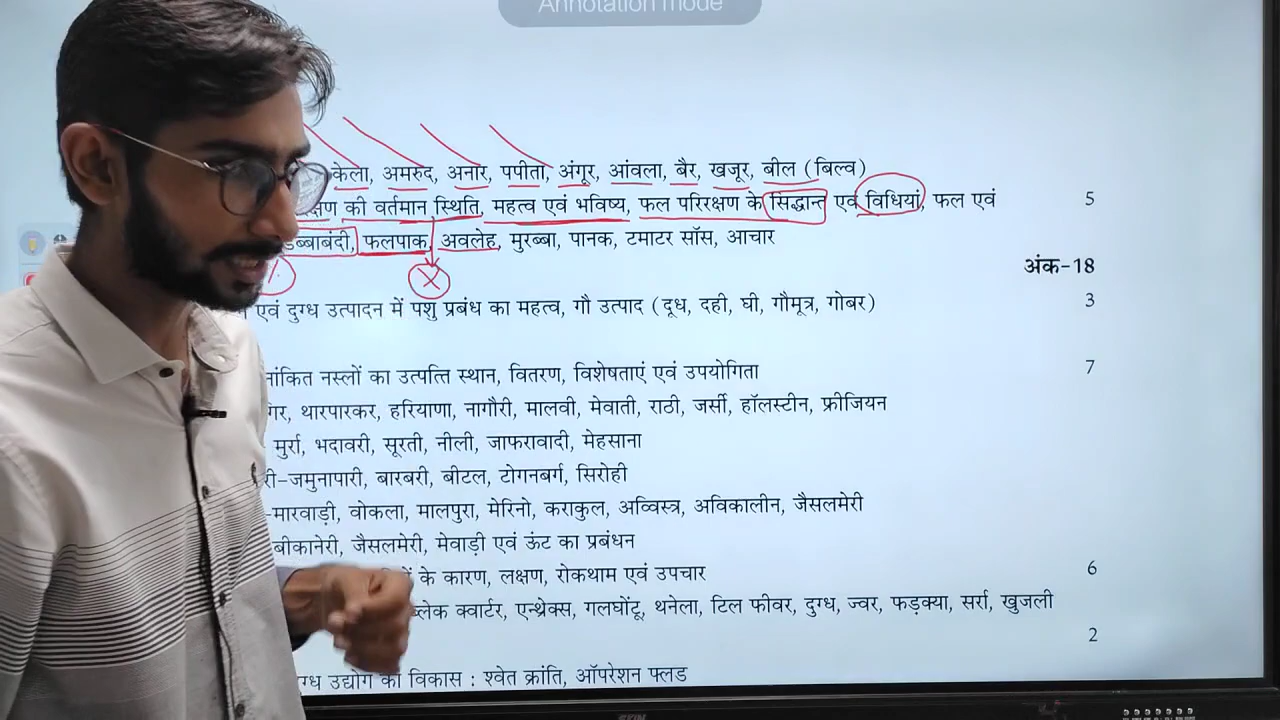 Annotation mode
केला, अमरुद, अनार, पपीता, अंगूर, आंवला, बैर, खजूर, बील (बिल्व)
की वर्तमान स्थिति, महत्व एवं भविष्य, फल परिरक्षण के सिद्धान्त एवं विधियां, फल एवं 5
डब्बाबंदी, फलपाक, अवलेह, मुरब्बा, पानक, टमाटर सॉस, आचार
अंक-18
एवं दुग्ध उत्पादन में पशु प्रबंध का महत्व, गौ उत्पाद (दूध, दही, घी, गौमूत्र, गोबर) 3
नस्लों का उत्पत्ति स्थान, वितरण, विशेषताएं एवं उपयोगिता 7
थारपारकर, हरियाणा, नागौरी, मालवी, मेवाती, राठी, जर्सी, हॉलस्टीन, फ्रीजियन
मुर्रा, भदावरी, सूरती, नीली, जाफरावादी, मेहसाना
जमुनापारी, बारबरी, बीटल, टोगनबर्ग, सिरोही
-मारवाड़ी, वोकला, मालपुरा, मेरिनो, कराकुल, अव्विस्त्र, अविकालीन, जैसलमेरी
बीकानेरी, जैसलमेरी, मेवाड़ी एवं ऊंट का प्रबंधन
के कारण, लक्षण, रोकथाम एवं उपचार 6
क्वार्टर, एन्थ्रेक्स, गलघोंटू, थनेला, टिल फीवर, दुग्ध, ज्वर, फड़क्या, सर्रा, खुजली
2
उद्योग का विकास : श्वेत क्रांति, ऑपरेशन फ्लड